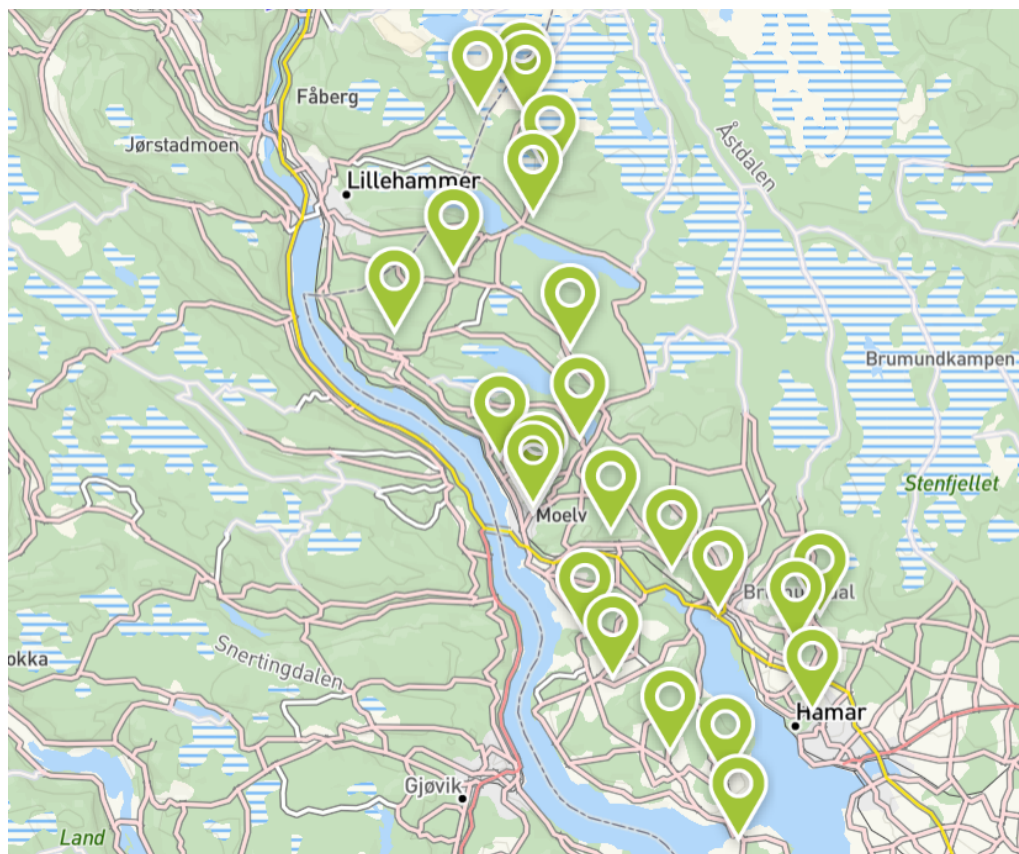 Fåberg
Jørstadmoen
Åstdalen
Lillehammer
Brumundkampen
Stenfjellet
Moelv
Snertingdalen
okka
Hamar
Gjøvik
Land